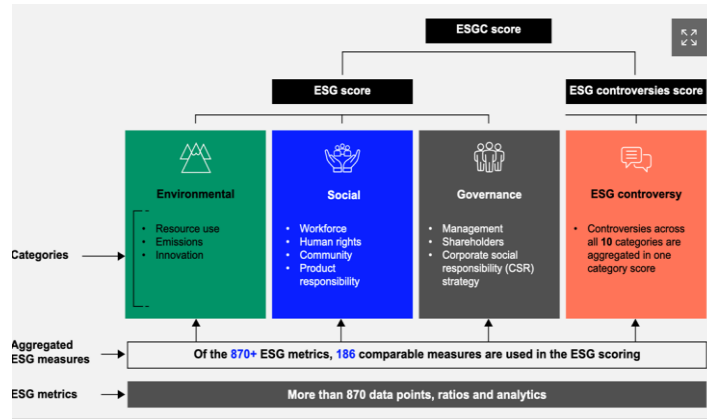 ESGC score
ESG score
ESG controversies score
Environmental
Social
Governance
ESG controversy
Categories
• Resource use
• Emissions
• Innovation
• Workforce
• Human rights
• Community
• Product
responsibility
• Management
• Shareholders
• Corporate social
responsibility (CSR)
strategy
• Controversies across
all 10 categories are
aggregated in one
category score
Aggregated
ESG measures
Of the 870+ ESG metrics, 186 comparable measures are used in the ESG scoring
ESG metrics
More than 870 data points, ratios and analytics